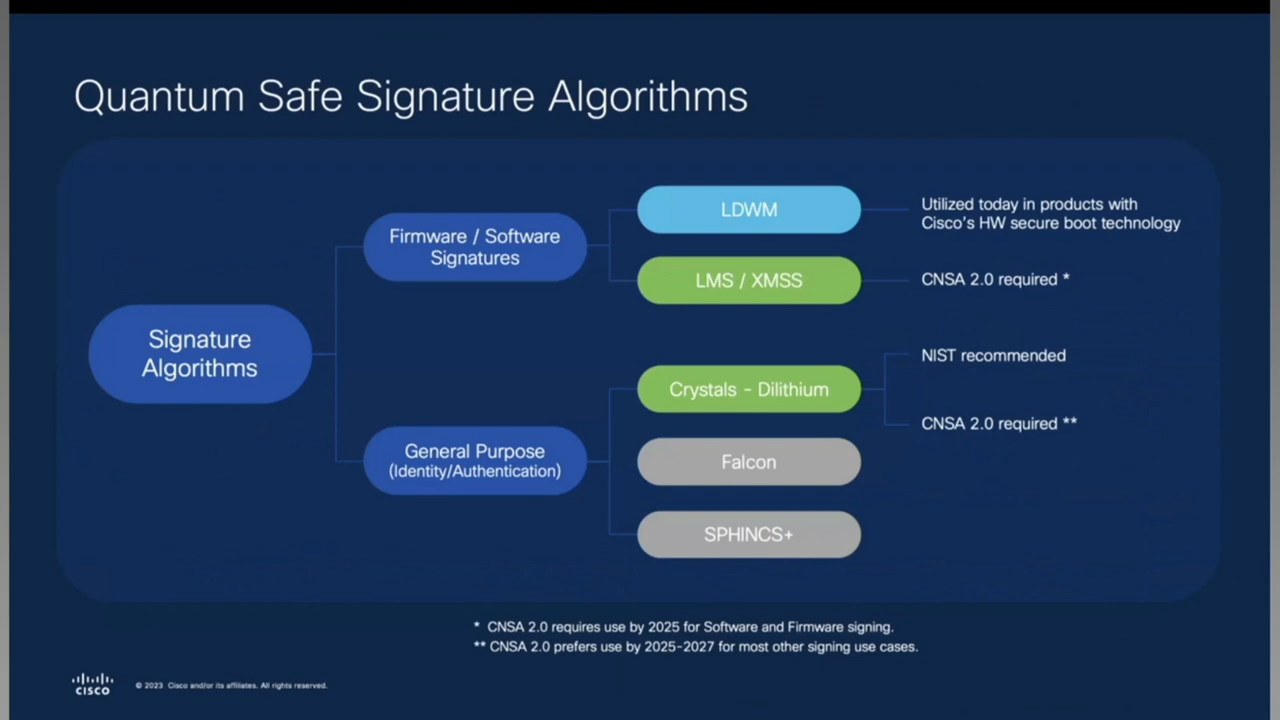 Quantum Safe Signature Algorithms
Signature
Algorithms
Firmware / Software
Signatures
LDWM
Utilized today in products with
Cisco's HW secure boot technology
LMS / XMSS
CNSA 2.0 required *
General Purpose
(Identity/Authentication)
Crystals - Dilithium
NIST recommended
CNSA 2.0 required **
Falcon
SPHINCS+
* CNSA 2.0 requires use by 2025 for Software and Firmware signing.
** CNSA 2.0 prefers use by 2025-2027 for most other signing use cases.
CISCO
© 2023 Cisco and/or its affiliates. All rights reserved.